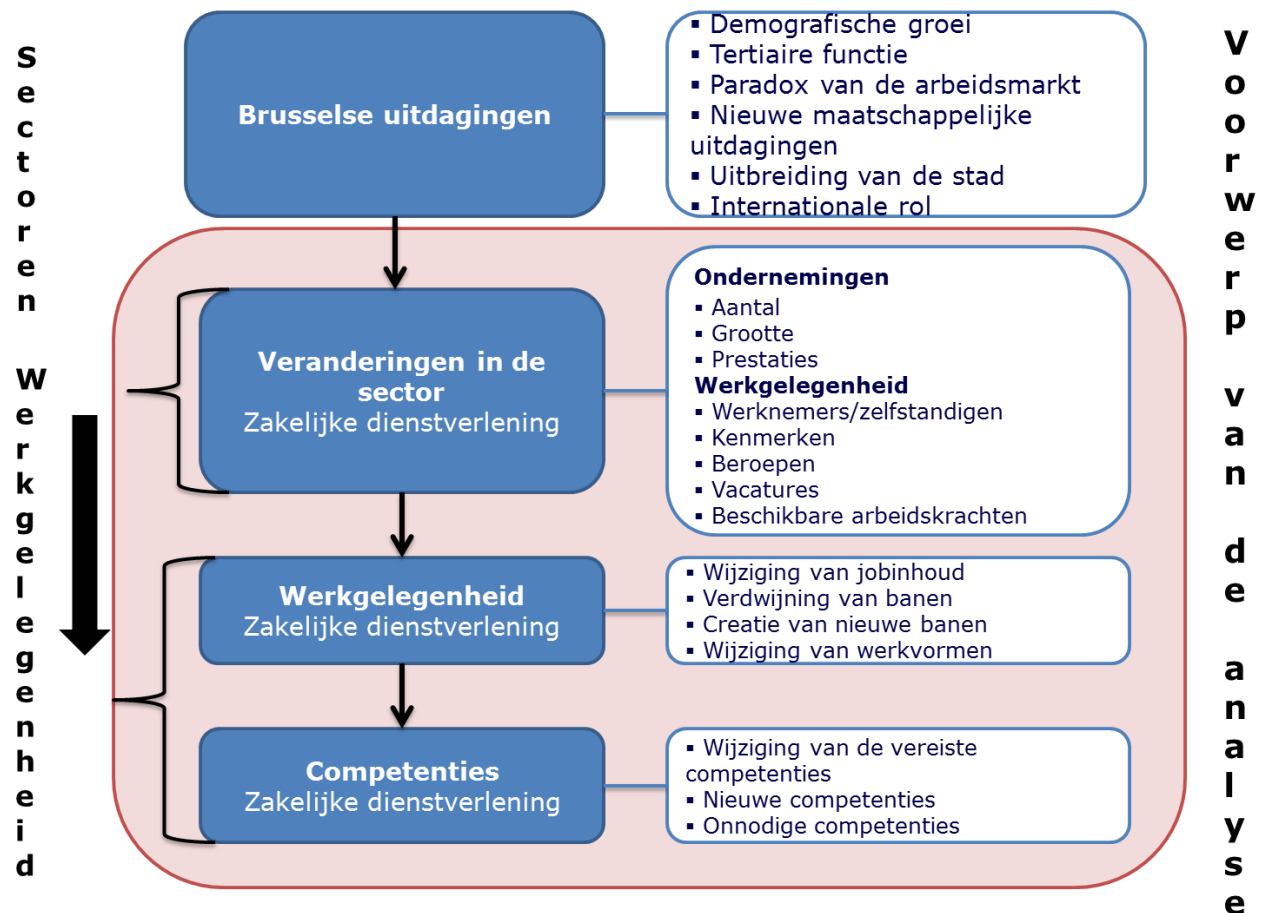 Sectoren Werkgelegenheid
Brusselse uitdagingen
▪ Demografische groei
▪ Tertiaire functie
▪ Paradox van de arbeidsmarkt
▪ Nieuwe maatschappelijke
uitdagingen
▪ Uitbreiding van de stad
▪ Internationale rol
Veranderingen in de
sector
Zakelijke dienstverlening
Ondernemingen
▪ Aantal
▪ Grootte
▪ Prestaties
Werkgelegenheid
▪ Werknemers/zelfstandigen
▪ Kenmerken
▪ Beroepen
▪ Vacatures
▪ Beschikbare arbeidskrachten
Werkgelegenheid
Zakelijke dienstverlening
▪ Wijziging van jobinhoud
▪ Verdwijning van banen
▪ Creatie van nieuwe banen
▪ Wijziging van werkvormen
Competenties
Zakelijke dienstverlening
▪ Wijziging van de vereiste
competenties
▪ Nieuwe competenties
▪ Onnodige competenties
Voorwerp van de analyse